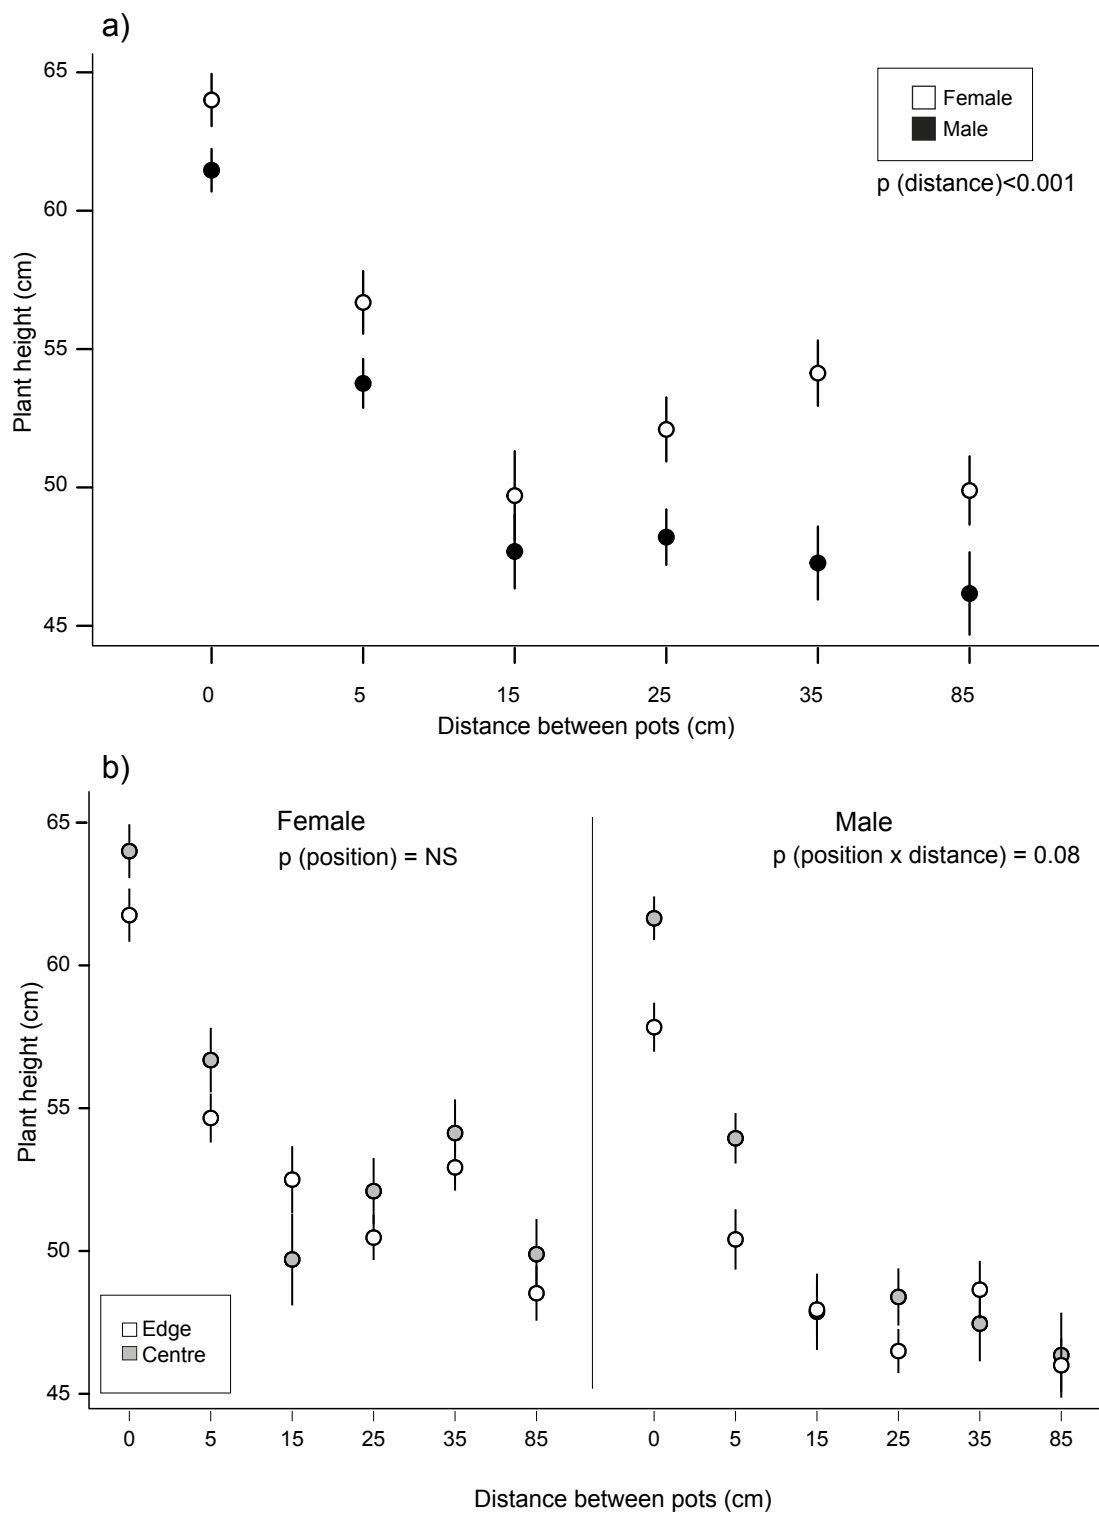 a)
65
60
55
50
45
Plant height (cm)
Female
Male
p (distance)<0.001
0 5 15 25 35 85
Distance between pots (cm)
b)
65
60
55
50
45
Plant height (cm)
Female
p (position) = NS
Male
p (position x distance) = 0.08
Edge
Centre
0 5 15 25 35 85 0 5 15 25 35 85
Distance between pots (cm)